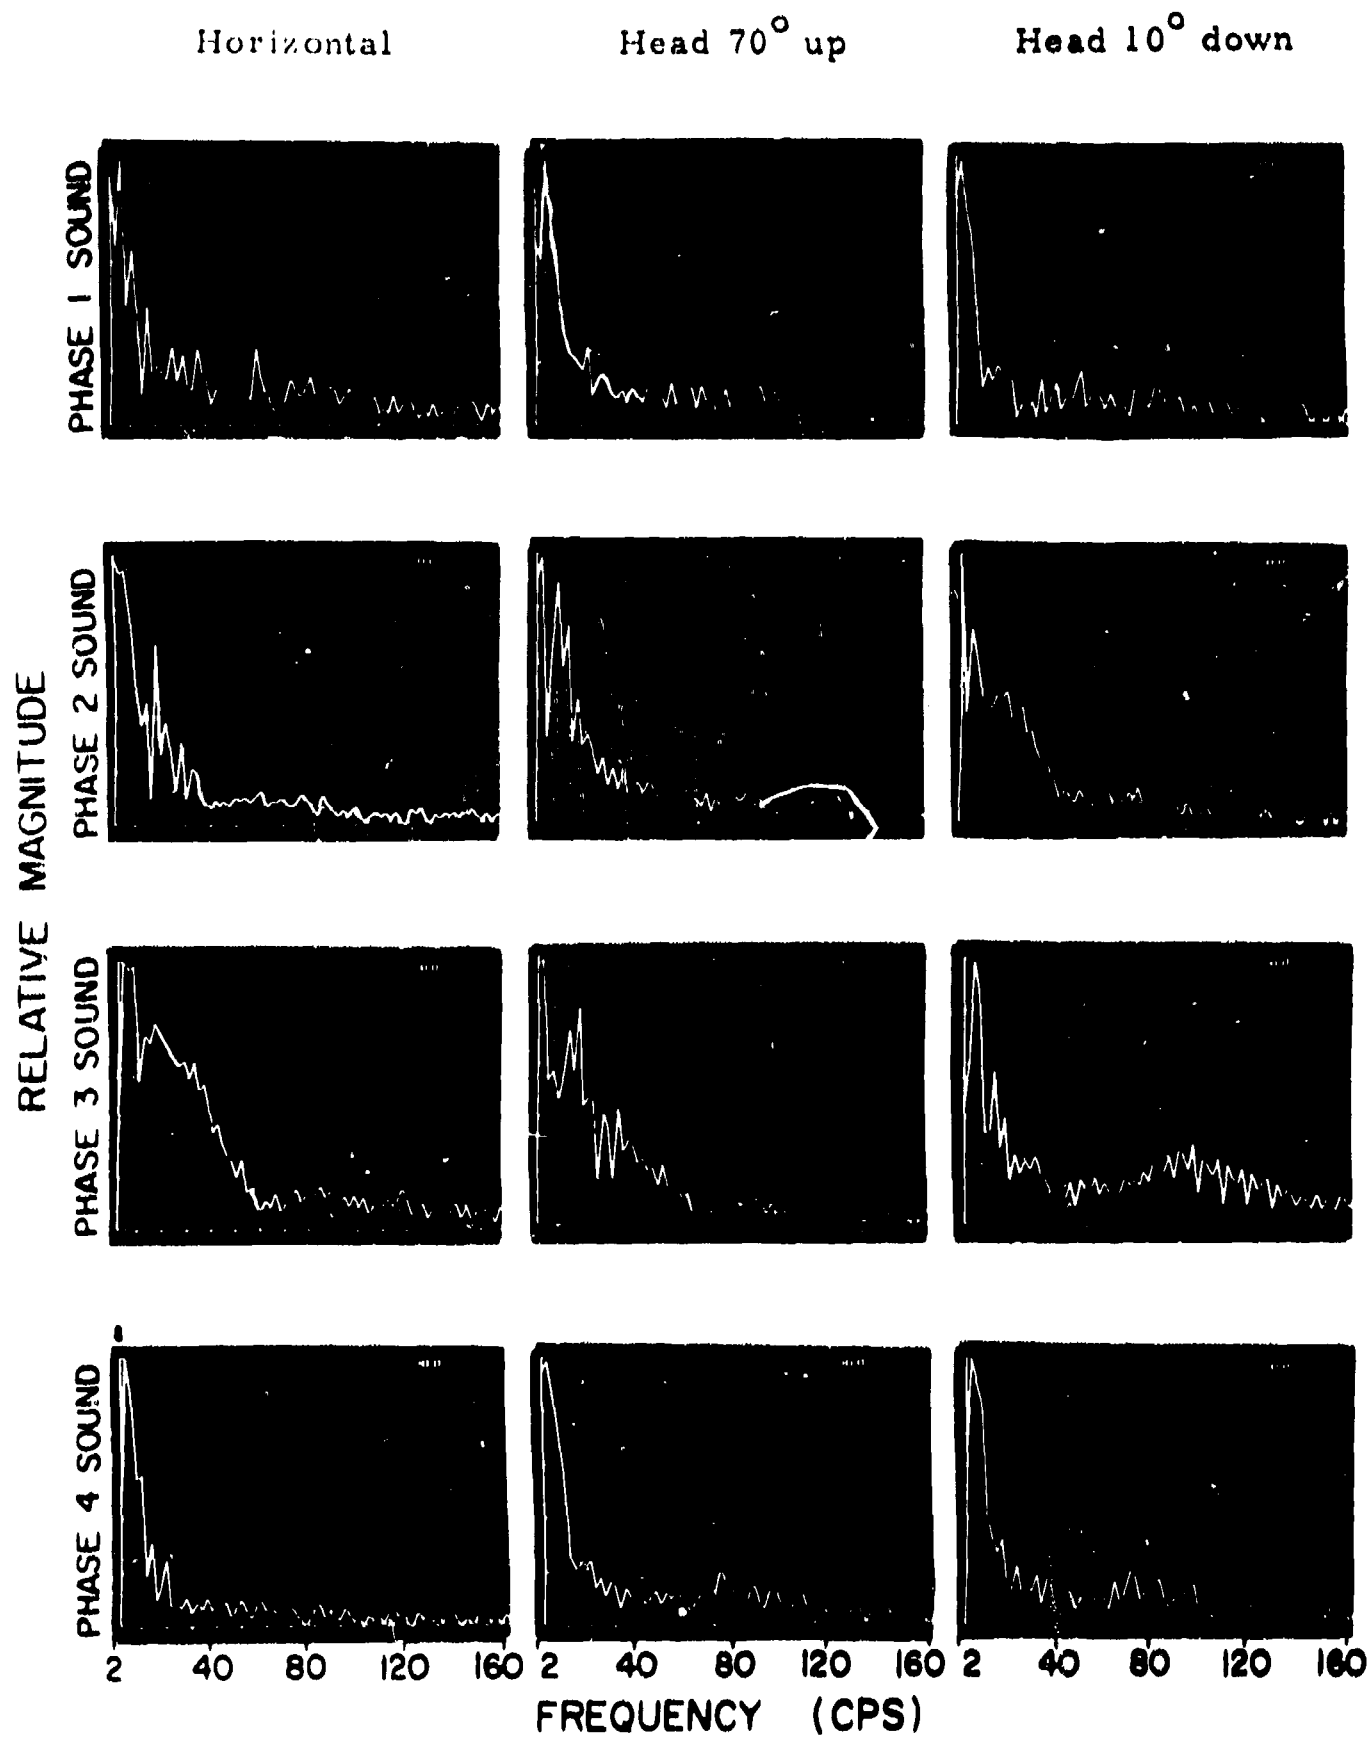 Horizontal
Head 70° up
Head 10° down
RELATIVE MAGNITUDE
PHASE 1 SOUND
PHASE 2 SOUND
PHASE 3 SOUND
PHASE 4 SOUND
2 40 80 120 160
2 40 80 120 160
2 40 80 120 160
FREQUENCY (CPS)